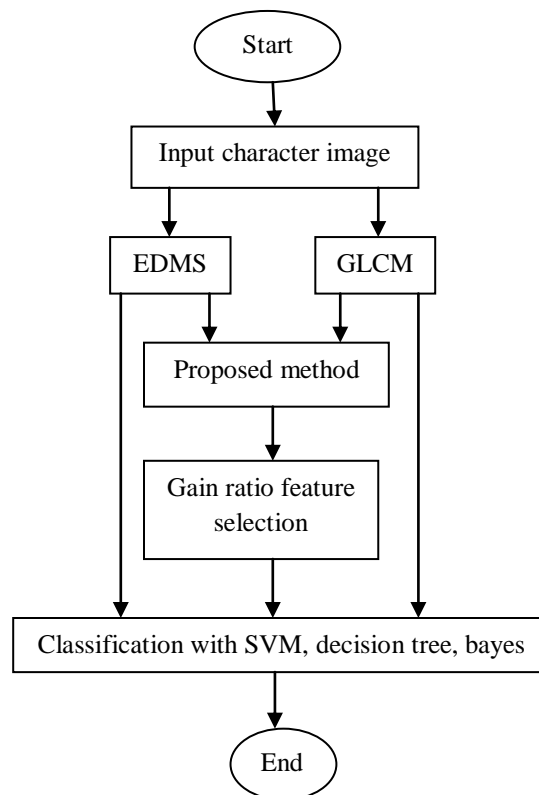 Start
Input character image
EDMS
GLCM
Proposed method
Gain ratio feature
selection
Classification with SVM, decision tree, bayes
End